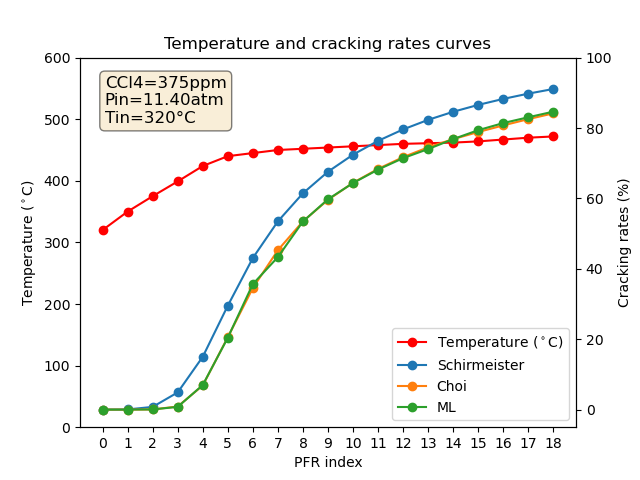 Temperature and cracking rates curves
CCl4=375ppm
Pin=11.40atm
Tin=320°C
600
500
400
300
200
100
0
Temperature (°C)
100
80
60
40
20
0
Cracking rates (%)
Temperature (°C)
Schirmeister
Choi
ML
0 1 2 3 4 5 6 7 8 9 10 11 12 13 14 15 16 17 18
PFR index